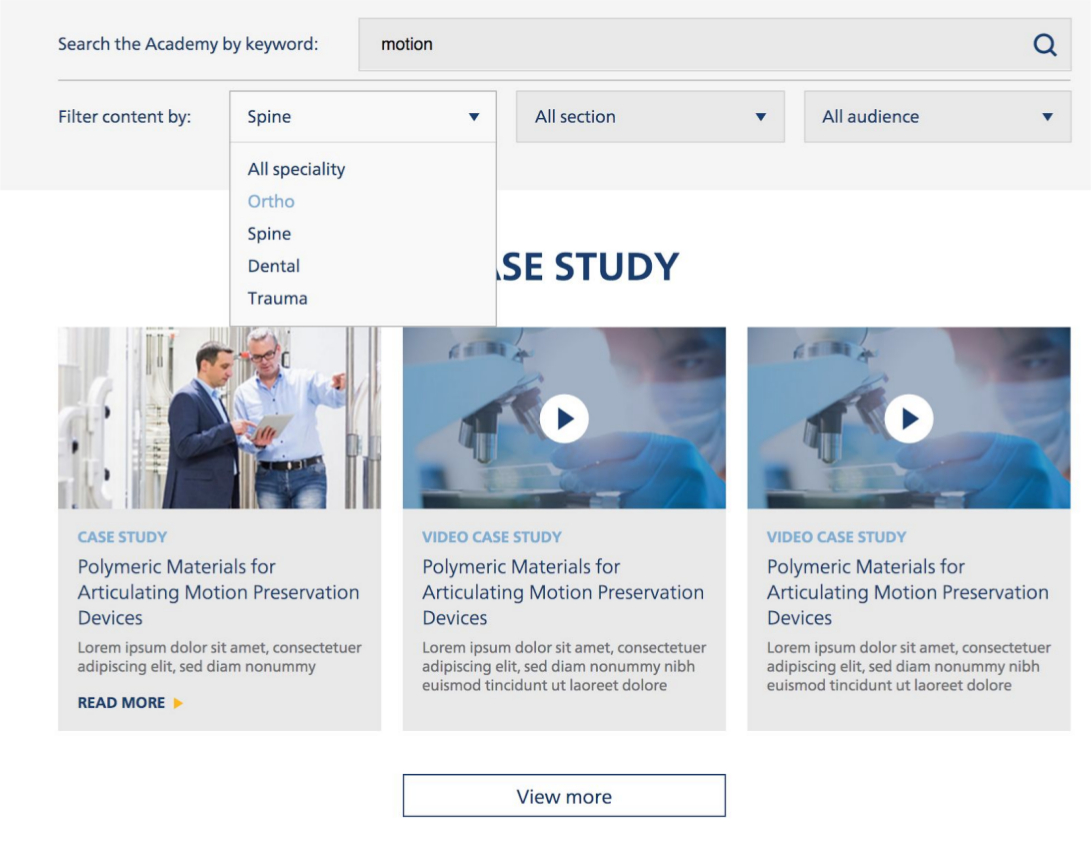 Search the Academy by keyword:
motion
Filter content by:
Spine
All section
All audience
All speciality
Ortho
Spine
Dental
Trauma
ASE STUDY
CASE STUDY
Polymeric Materials for
Articulating Motion Preservation
Devices
Lorem ipsum dolor sit amet, consectetuer
adipiscing elit, sed diam nonummy
READ MORE
VIDEO CASE STUDY
Polymeric Materials for
Articulating Motion Preservation
Devices
Lorem ipsum dolor sit amet, consectetuer
adipiscing elit, sed diam nonummy nibh
euismod tincidunt ut laoreet dolore
VIDEO CASE STUDY
Polymeric Materials for
Articulating Motion Preservation
Devices
Lorem ipsum dolor sit amet, consectetuer
adipiscing elit, sed diam nonummy nibh
euismod tincidunt ut laoreet dolore
View more